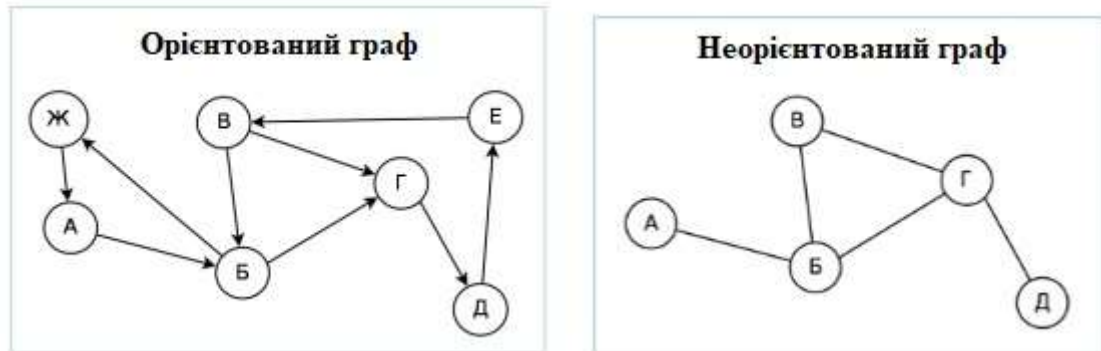 Орієнтований граф
Ж
В
Е
Г
А
Б
Д
Неорієнтований граф
В
Г
А
Б
Д